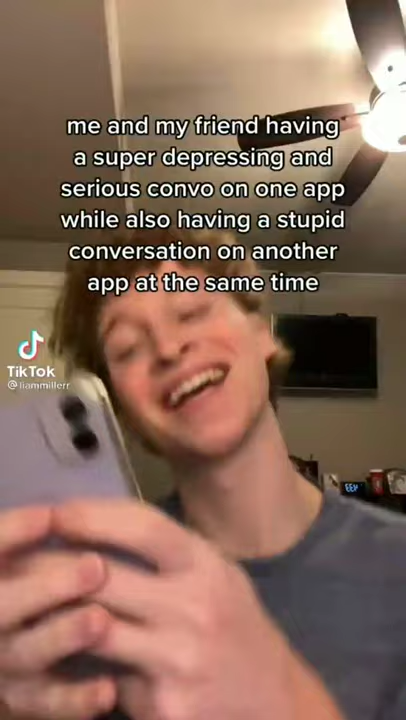 me and my friend having
a super depressing and
serious convo on one app
while also having a stupid
conversation on another
app at the same time
TikTok
@liammillerr